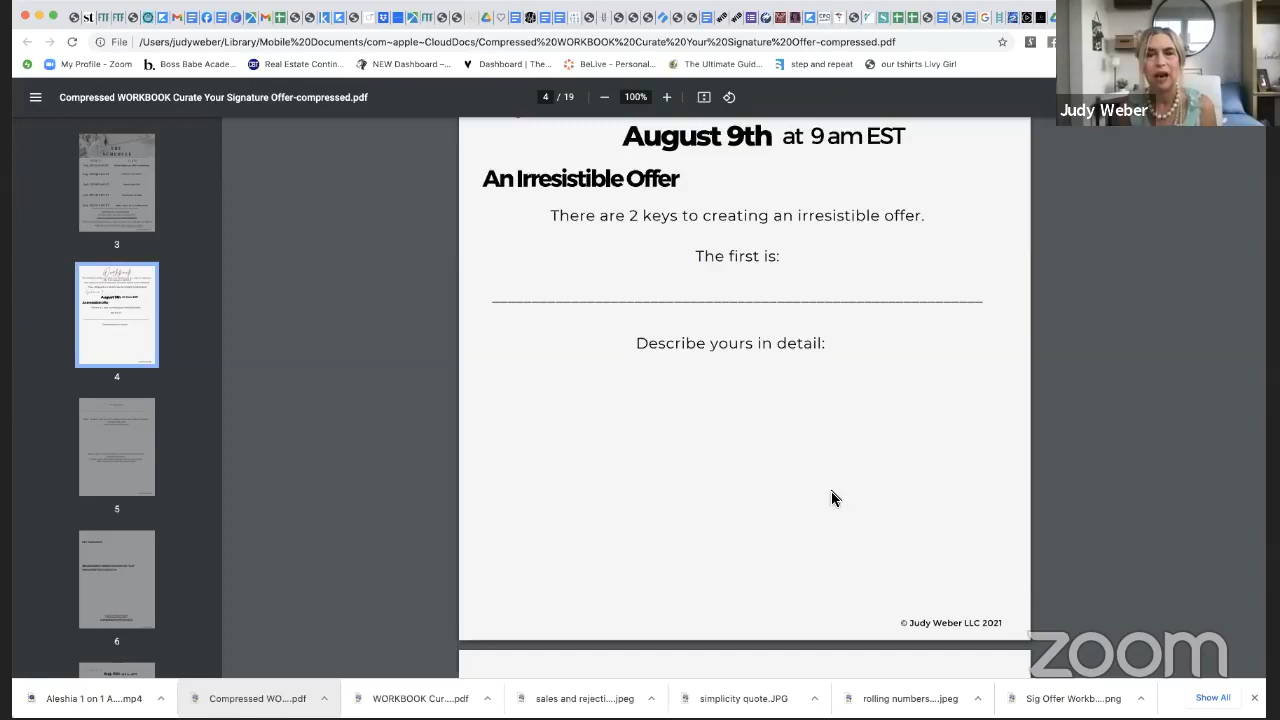 File
/Users/judyweber/Library/Mobile%20Do
com~apple~CloudDocs/Compressed%20WORKBOOK%20Curate%20Your%20Signature%20Offer-compressed.pdf
My Profile - Zoom
Boss Babe Acade...
Real Estate Comm...
NEW Dashboard -...
Dashboard | The...
BeLive - Personal...
The Ultimate Guid...
step and repeat
our tshirts Livy Girl
Compressed WORKBOOK Curate Your Signature Offer-compressed.pdf
4 / 19
100%
Judy Weber
August 9th at 9am EST
An Irresistible Offer
There are 2 keys to creating an irresistible offer.
The first is:
Describe yours in detail:
© Judy Weber LLC 2021
3
4
5
6
zoom
Aleshia 1 on 1 A....mp4
Compressed WO....pdf
WORKBOOK Cur....pdf
sales and rejecti....jpeg
simplicity quote.JPG
rolling numbers....jpeg
Sig Offer Workb....png
Show All